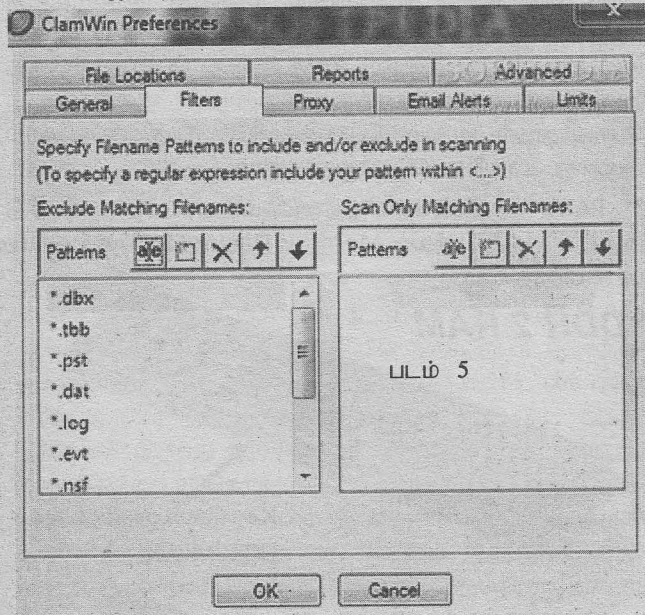 ClamWin Preferences
File Locations Reports Advanced
General Filters Proxy Email Alerts Limits
Specify Filename Patterns to include and/or exclude in scanning
(To specify a regular expression include your pattern within <...>)
Exclude Matching Filenames: Scan Only Matching Filenames:
Patterns Patterns
*.dbx
*.tbb
*.pst
*.dat
*.log
*.evt
*.nsf
படம் 5
OK Cancel